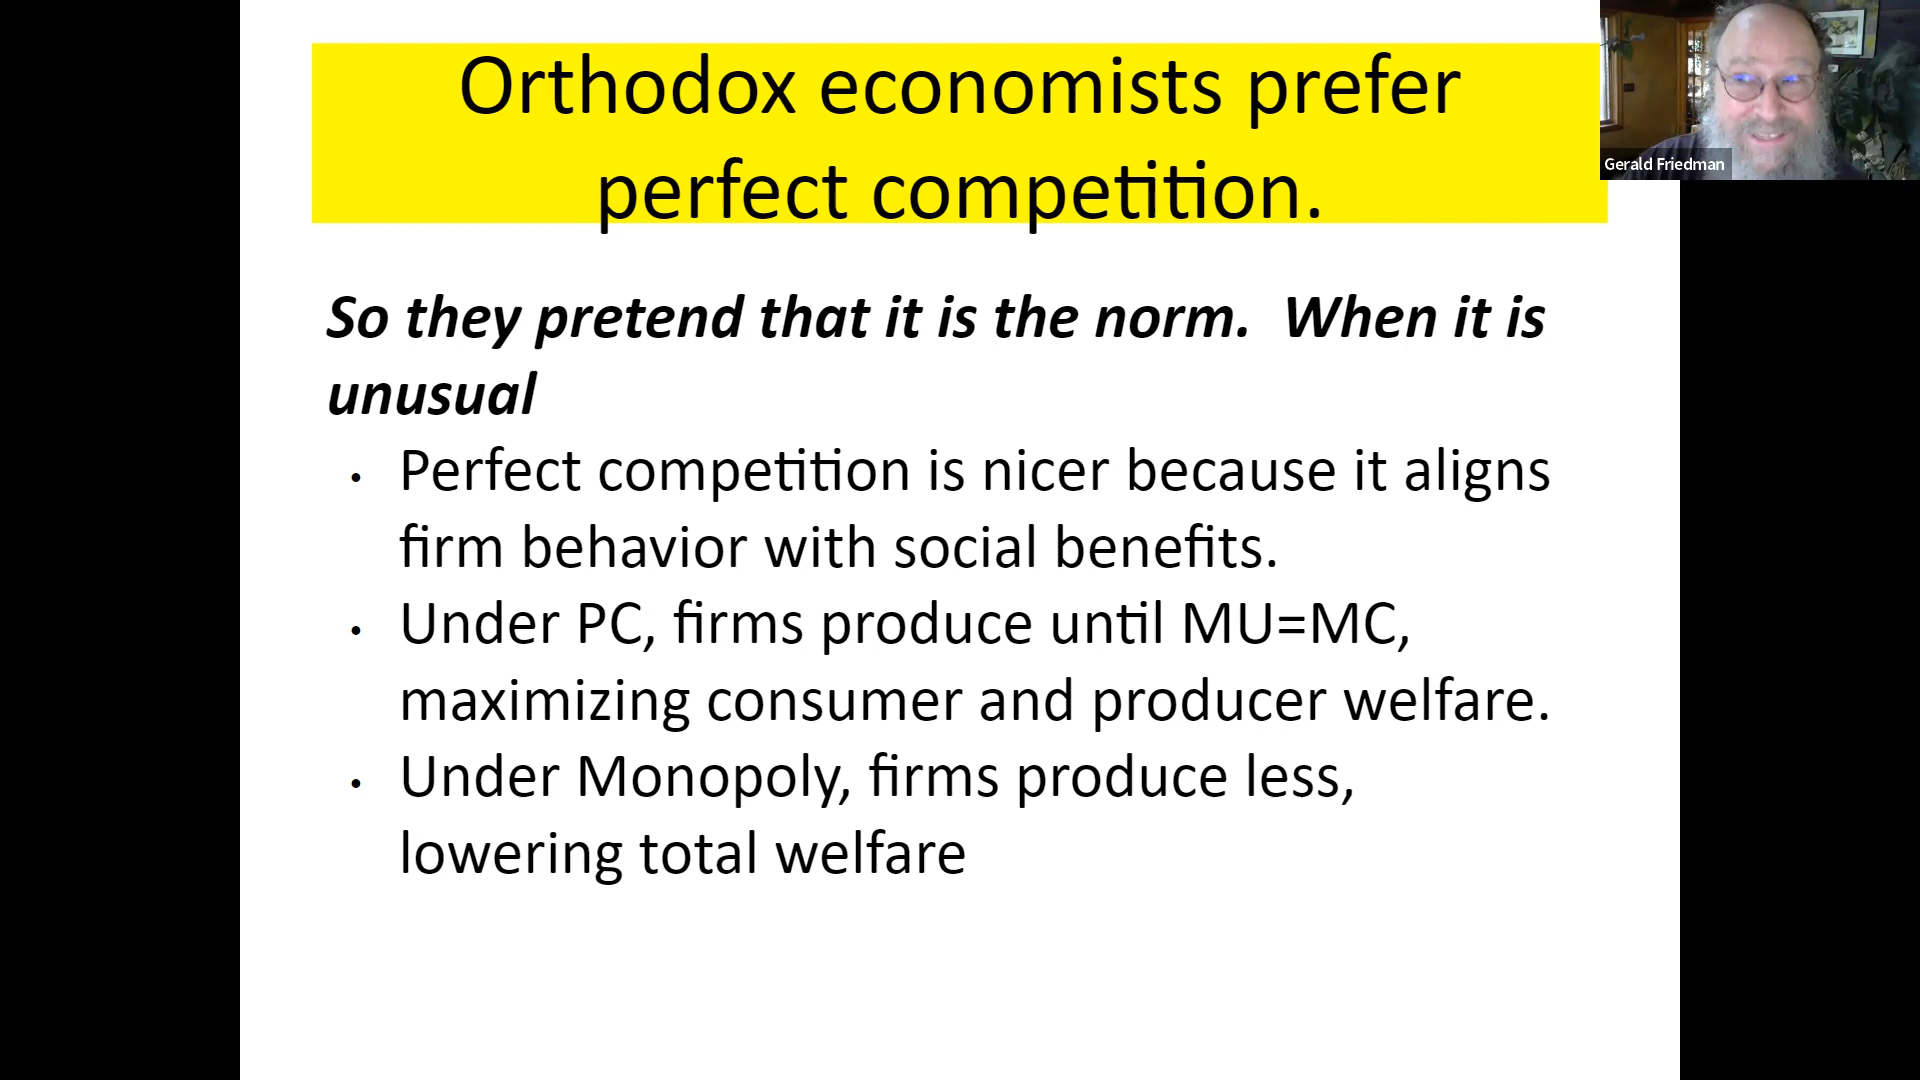 Orthodox economists prefer
perfect competition.
Gerald Friedman
So they pretend that it is the norm.  When it is
unusual
• Perfect competition is nicer because it aligns
firm behavior with social benefits.
• Under PC, firms produce until MU=MC,
maximizing consumer and producer welfare.
• Under Monopoly, firms produce less,
lowering total welfare